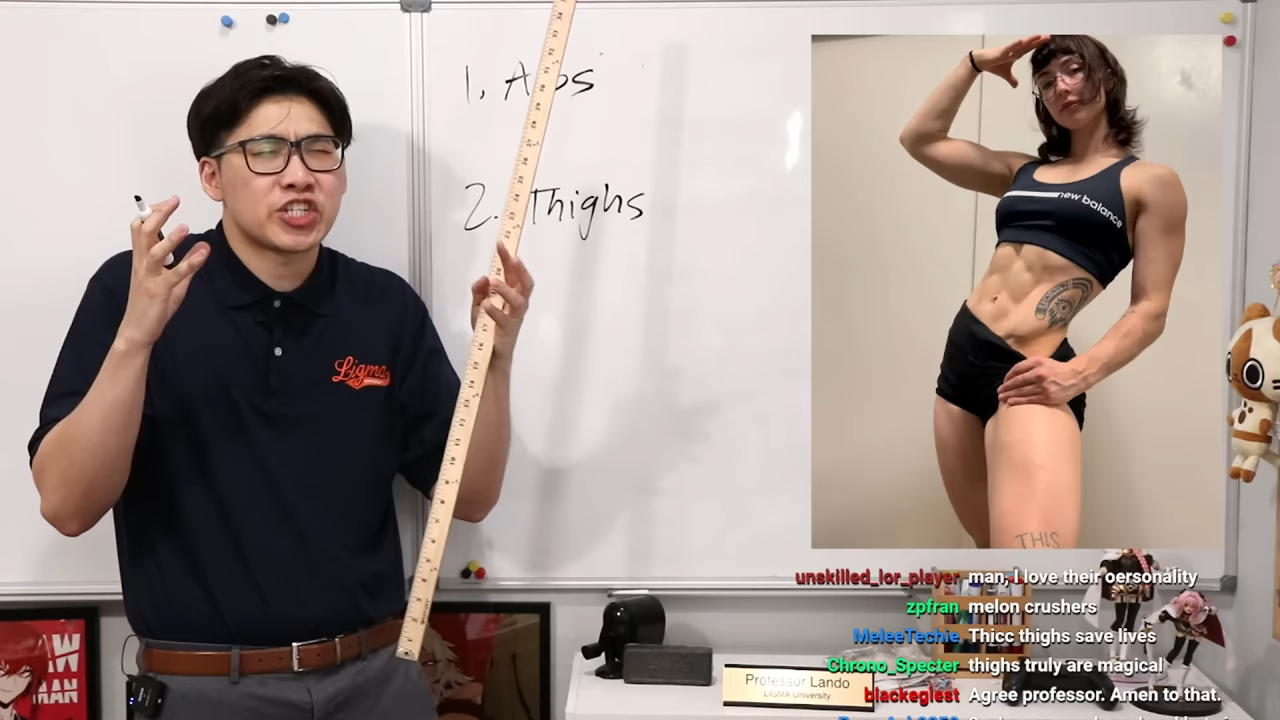 1. Abs
2. Thighs
Ligma
new balance
THIS
unskilled_lor_player man, I love their oersonality
zpfran melon crushers
MeleeTechie Thicc thighs save lives
Chrono_Specter thighs truly are magical
blackegiest Agree professor. Amen to that.
Professor Lando
LIGMA University